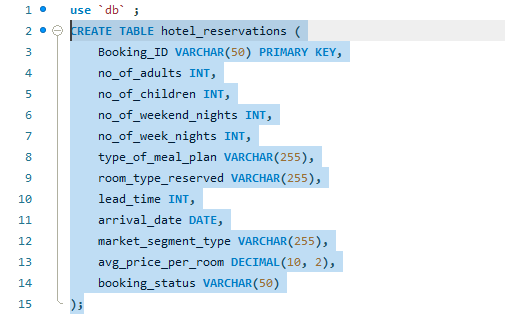 1 use `db` ;
2 CREATE TABLE hotel_reservations (
3 Booking_ID VARCHAR(50) PRIMARY KEY,
4 no_of_adults INT,
5 no_of_children INT,
6 no_of_weekend_nights INT,
7 no_of_week_nights INT,
8 type_of_meal_plan VARCHAR(255),
9 room_type_reserved VARCHAR(255),
10 lead_time INT,
11 arrival_date DATE,
12 market_segment_type VARCHAR(255),
13 avg_price_per_room DECIMAL(10, 2),
14 booking_status VARCHAR(50)
15 );